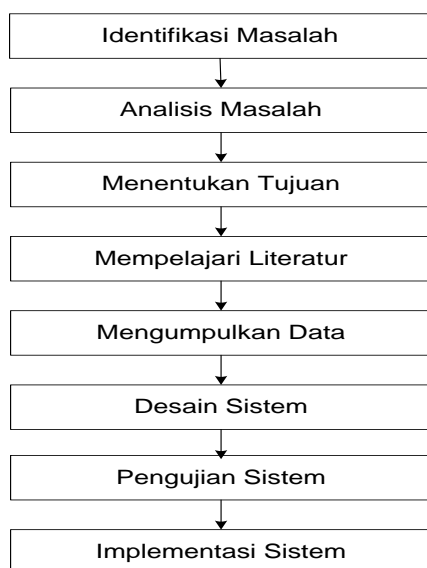 Identifikasi Masalah
Analisis Masalah
Menentukan Tujuan
Mempelajari Literatur
Mengumpulkan Data
Desain Sistem
Pengujian Sistem
Implementasi Sistem